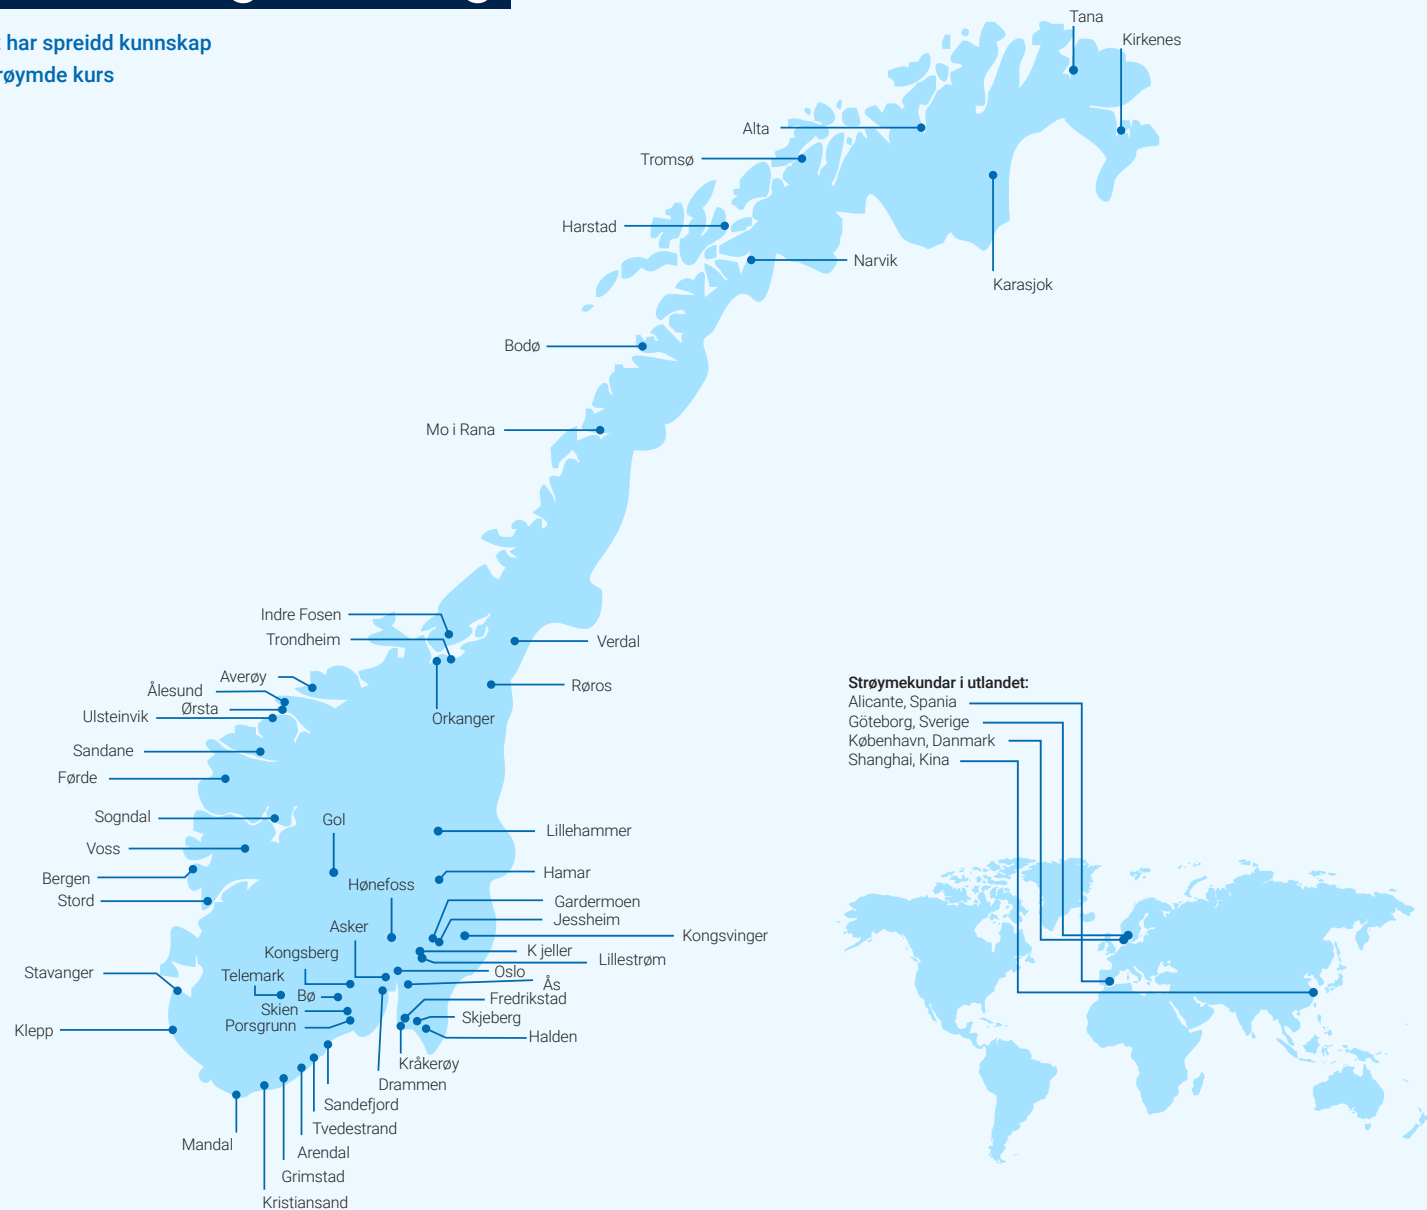 har spreidd kunnskap
kurs
Tana
Kirkenes
Alta
Tromsø
Harstad
Narvik
Karasjok
Bodø
Mo i Rana
Indre Fosen
Trondheim
Verdal
Averøy
Røros
Ålesund
Ørsta
Ulsteinvik
Orkanger
Sandane
Førde
Sogndal
Gol
Lillehammer
Voss
Bergen
Hamar
Hønefoss
Stord
Gardermoen
Jessheim
Asker
Kongsvinger
Kongsberg
K jeller
Lillestrøm
Stavanger
Telemark
Oslo
Ås
Bø
Fredrikstad
Skien
Skjeberg
Porsgrunn
Klepp
Halden
Kråkerøy
Drammen
Sandefjord
Tvedestrand
Mandal
Arendal
Grimstad
Kristiansand
Strøymekundar i utlandet:
Alicante, Spania
Göteborg, Sverige
København, Danmark
Shanghai, Kina